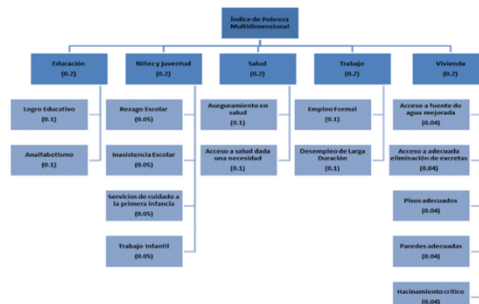 Índice de Pobreza
Multidimensional
Educación
(0.2)
Niñez y Juventud
(0.2)
Salud
(0.2)
Trabajo
(0.2)
Vivienda
(0.2)
Logro Educativo
(0.1)
Rezago Escolar
(0.05)
Aseguramiento en
salud
(0.1)
Empleo Formal
(0.1)
Acceso a fuente de
agua mejorada
(0.04)
Analfabetismo
(0.1)
Inasistencia Escolar
(0.05)
Acceso a salud dada
una necesidad
(0.1)
Desempleo de Larga
Duración
(0.1)
Acceso a adecuada
eliminación de excretas
(0.04)
Servicios de cuidado a
la primera infancia
(0.05)
Pisos adecuados
(0.04)
Trabajo Infantil
(0.05)
Paredes adecuadas
(0.04)
Hacinamiento crítico
(0.04)